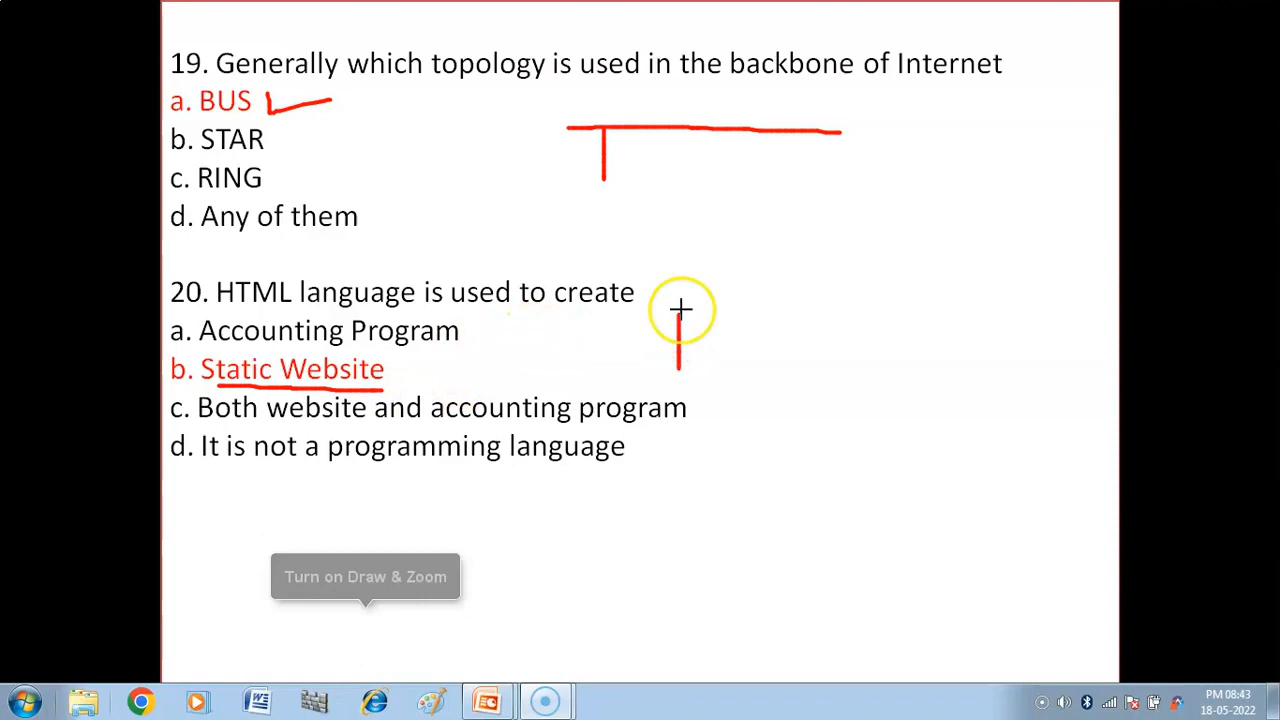 19. Generally which topology is used in the backbone of Internet
a. BUS
b. STAR
c. RING
d. Any of them
20. HTML language is used to create
a. Accounting Program
b. Static Website
c. Both website and accounting program
d. It is not a programming language
Turn on Draw & Zoom
PM 08:43
18-05-2022